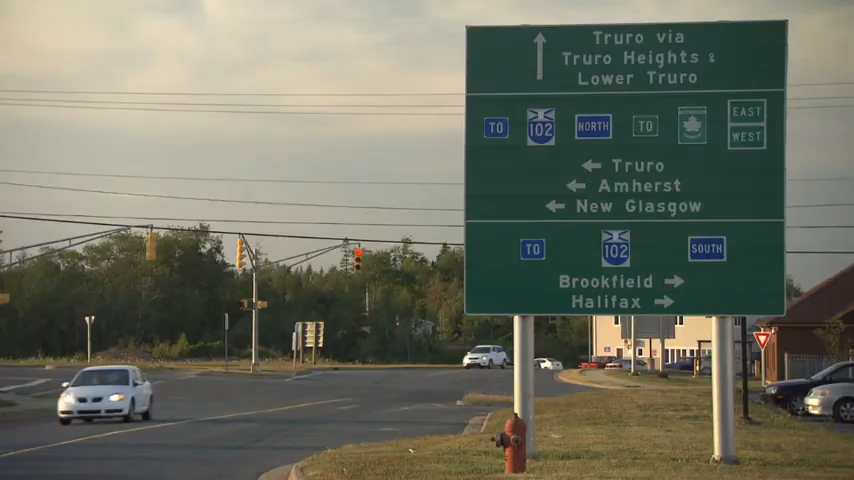 Truro via
Truro Heights &
Lower Truro
TO 102 NORTH TO EAST
WEST
Truro
Amherst
New Glasgow
TO 102 SOUTH
Brookfield
Halifax